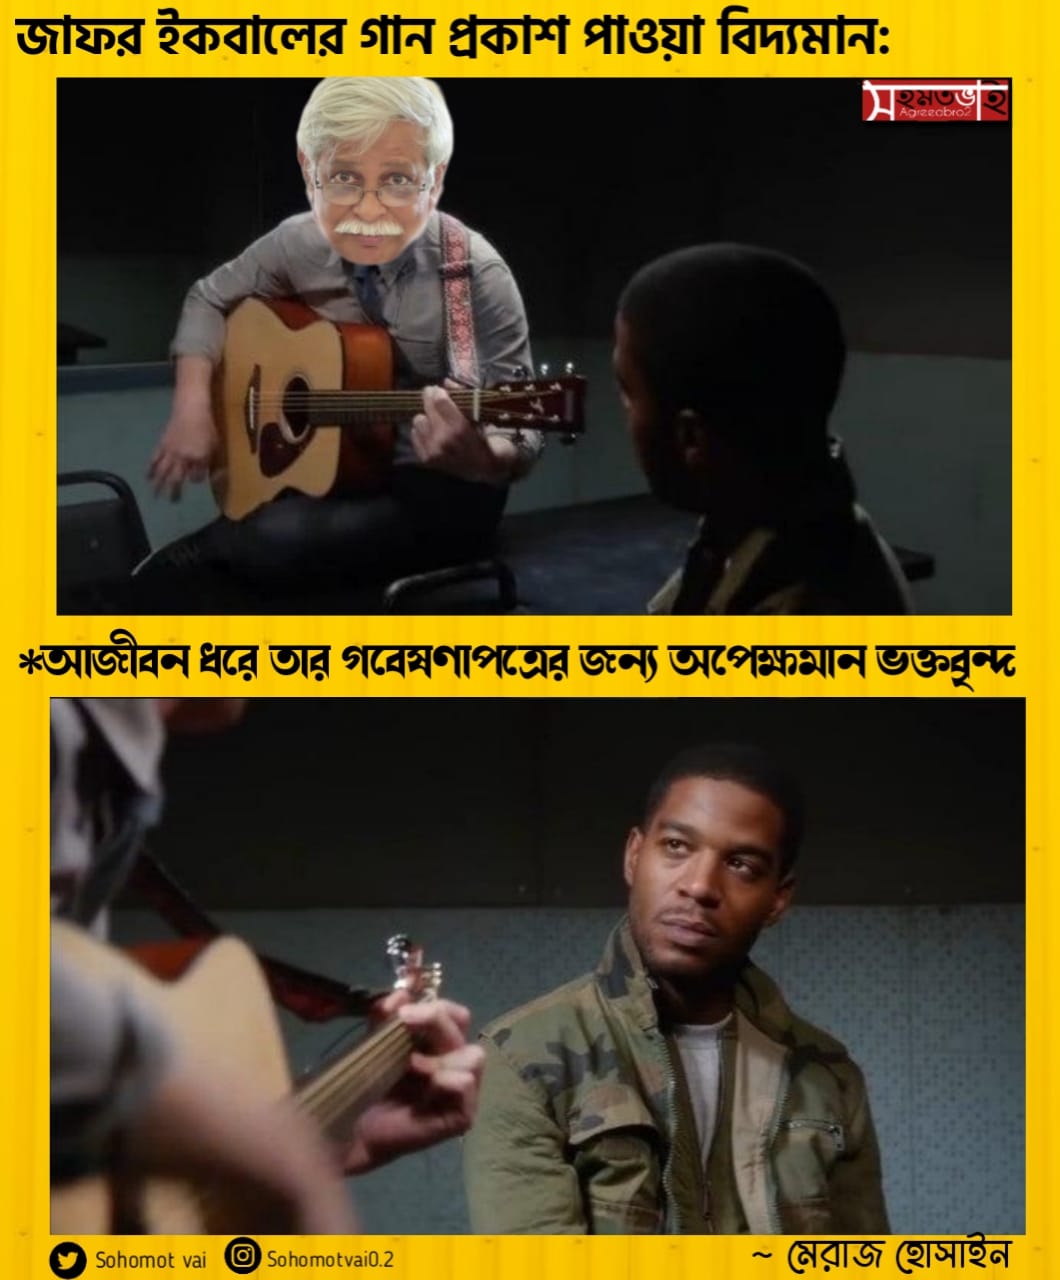 জাফর ইকবালের গান প্রকাশ পাওয়া বিদ্যমান:
সহমতভাই
Agreeabro2
*আজীবন ধরে তার গবেষণাপত্রের জন্য অপেক্ষমান ভক্তবৃন্দ
Sohomot vai
Sohomotvai0.2
~ মেরাজ হোসাইন